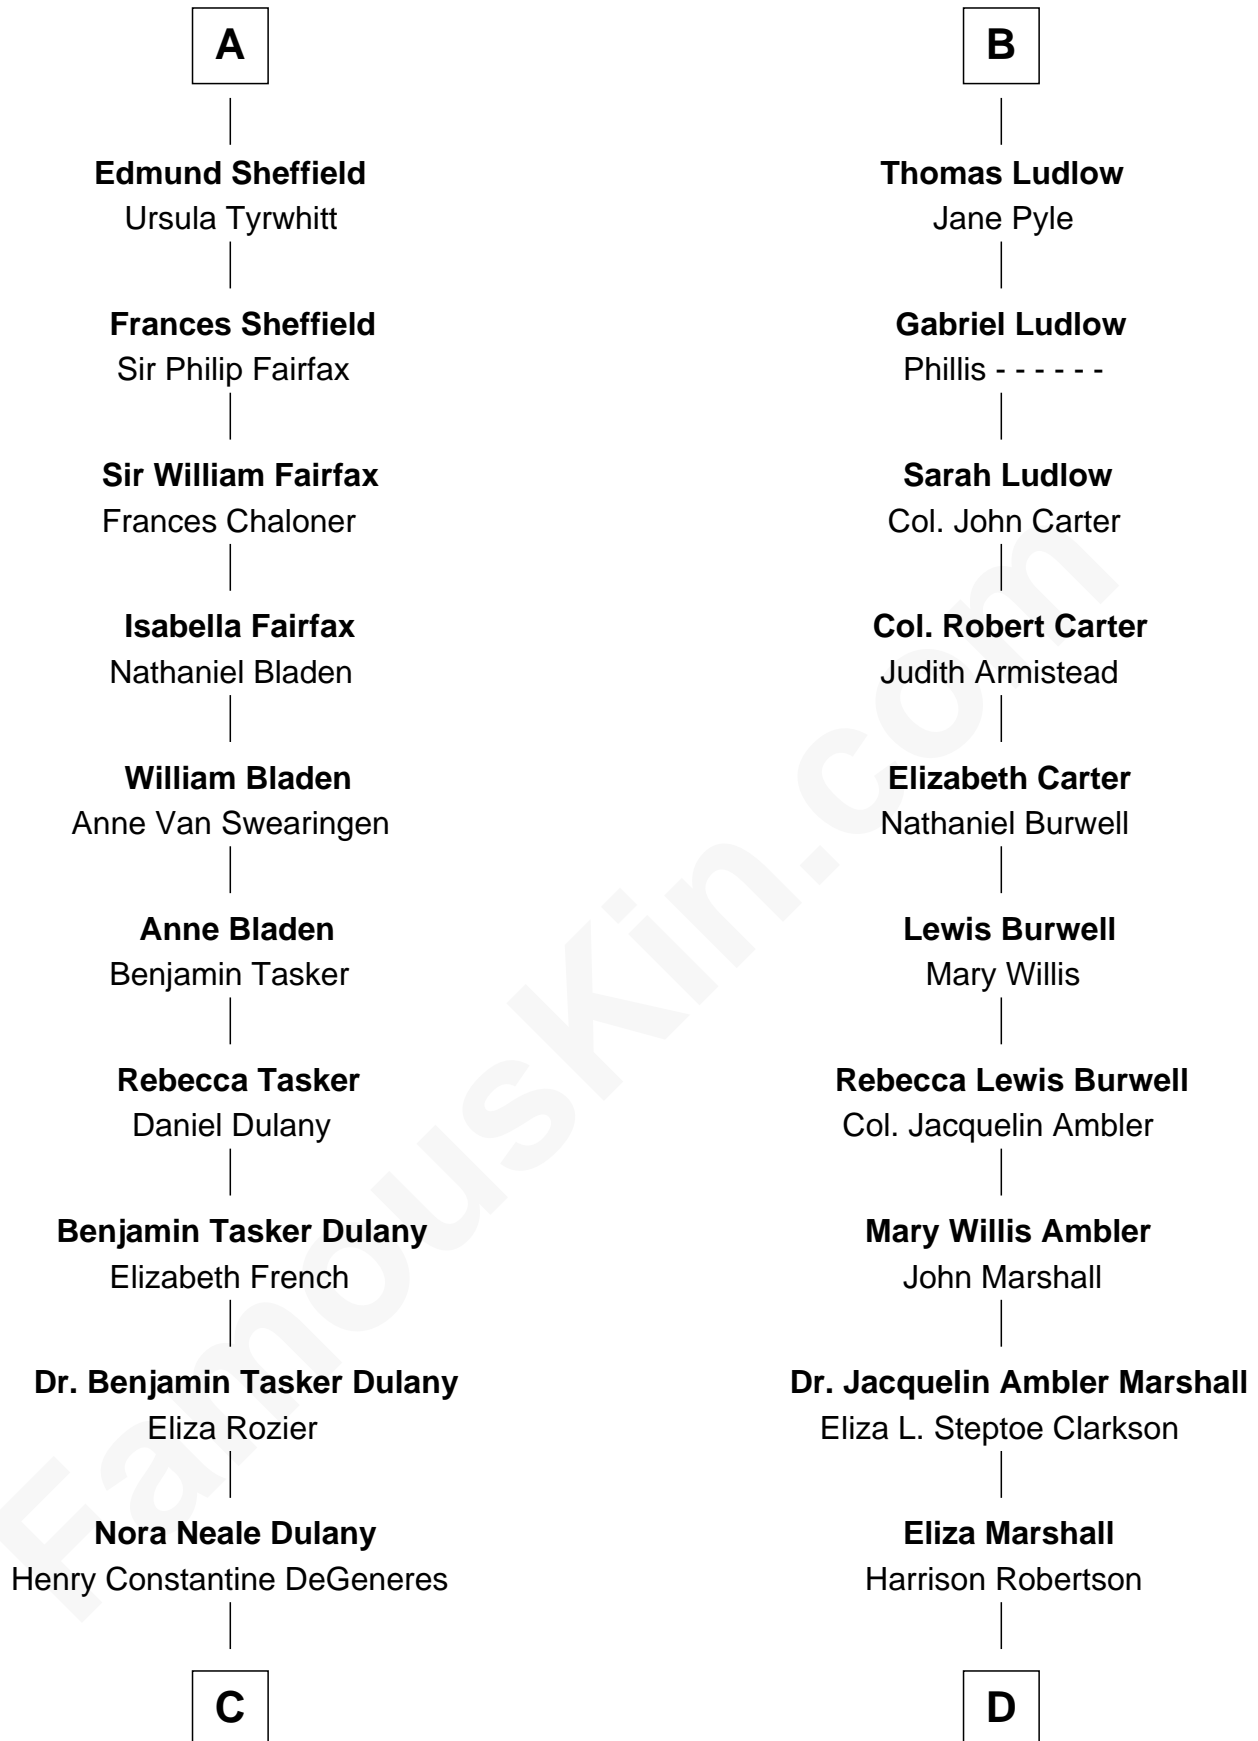 A
Edmund Sheffield
Ursula Tyrwhitt
Frances Sheffield
Sir Philip Fairfax
Sir William Fairfax
Frances Chaloner
Isabella Fairfax
Nathaniel Bladen
William Bladen
Anne Van Swearingen
Anne Bladen
Benjamin Tasker
Rebecca Tasker
Daniel Dulany
Benjamin Tasker Dulany
Elizabeth French
Dr. Benjamin Tasker Dulany
Eliza Rozier
Nora Neale Dulany
Henry Constantine DeGeneres
C
B
Thomas Ludlow
Jane Pyle
Gabriel Ludlow
Phillis - - - - - -
Sarah Ludlow
Col. John Carter
Col. Robert Carter
Judith Armistead
Elizabeth Carter
Nathaniel Burwell
Lewis Burwell
Mary Willis
Rebecca Lewis Burwell
Col. Jacquelin Ambler
Mary Willis Ambler
John Marshall
Dr. Jacquelin Ambler Marshall
Eliza L. Steptoe Clarkson
Eliza Marshall
Harrison Robertson
D
FamousKin.com